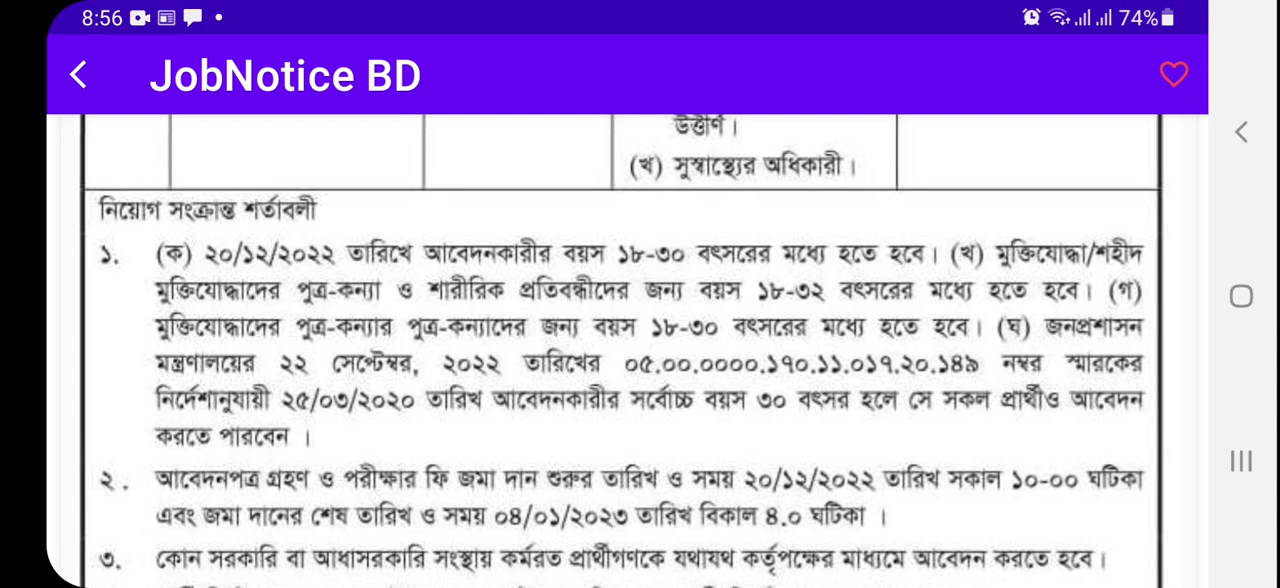 8:56 74%
JobNotice BD
উত্তীর্ণ।
(খ) সুস্বাস্থ্যের অধিকারী।
নিয়োগ সংক্রান্ত শর্তাবলী
১. (ক) ২০/১২/২০২২ তারিখে আবেদনকারীর বয়স ১৮-৩০ বৎসরের মধ্যে হতে হবে। (খ) মুক্তিযোদ্ধা/শহীদ
মুক্তিযোদ্ধাদের পুত্র-কন্যা ও শারীরিক প্রতিবন্ধীদের জন্য বয়স ১৮-৩২ বৎসরের মধ্যে হতে হবে। (গ)
মুক্তিযোদ্ধাদের পুত্র-কন্যার পুত্র-কন্যাদের জন্য বয়স ১৮-৩০ বৎসরের মধ্যে হতে হবে। (ঘ) জনপ্রশাসন
মন্ত্রণালয়ের ২২ সেপ্টেম্বর, ২০২২ তারিখের ০৫.০০.০০০০.১৭০.১১.০১৭.২০.১৪৯ নম্বর স্মারকের
নির্দেশানুযায়ী ২৫/০৩/২০২০ তারিখ আবেদনকারীর সর্বোচ্চ বয়স ৩০ বৎসর হলে সে সকল প্রার্থীও আবেদন
করতে পারবেন ।
২. আবেদনপত্র গ্রহণ ও পরীক্ষার ফি জমা দান শুরুর তারিখ ও সময় ২০/১২/২০২২ তারিখ সকাল ১০-০০ ঘটিকা
এবং জমা দানের শেষ তারিখ ও সময় ০৪/০১/২০২৩ তারিখ বিকাল ৪.০ ঘটিকা ।
৩. কোন সরকারি বা আধাসরকারি সংস্থায় কর্মরত প্রার্থীগণকে যথাযথ কর্তৃপক্ষের মাধ্যমে আবেদন করতে হবে।